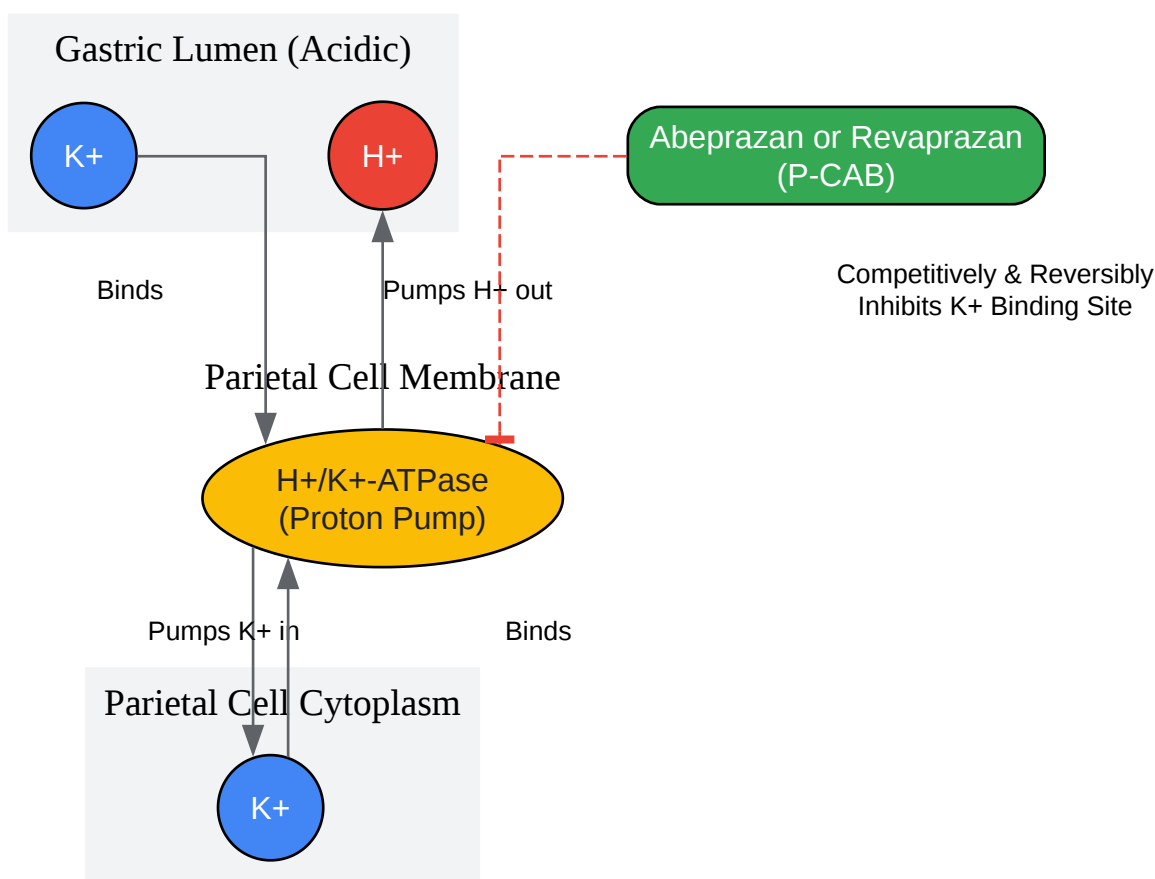 Gastric Lumen (Acidic)
K+
H+
Abeprazan or Revaprazan
(P-CAB)
Binds
Pumps H+ out
Competitively & Reversibly
Inhibits K+ Binding Site
Parietal Cell Membrane
H+/K+-ATPase
(Proton Pump)
Pumps K+ in
Binds
Parietal Cell Cytoplasm
K+